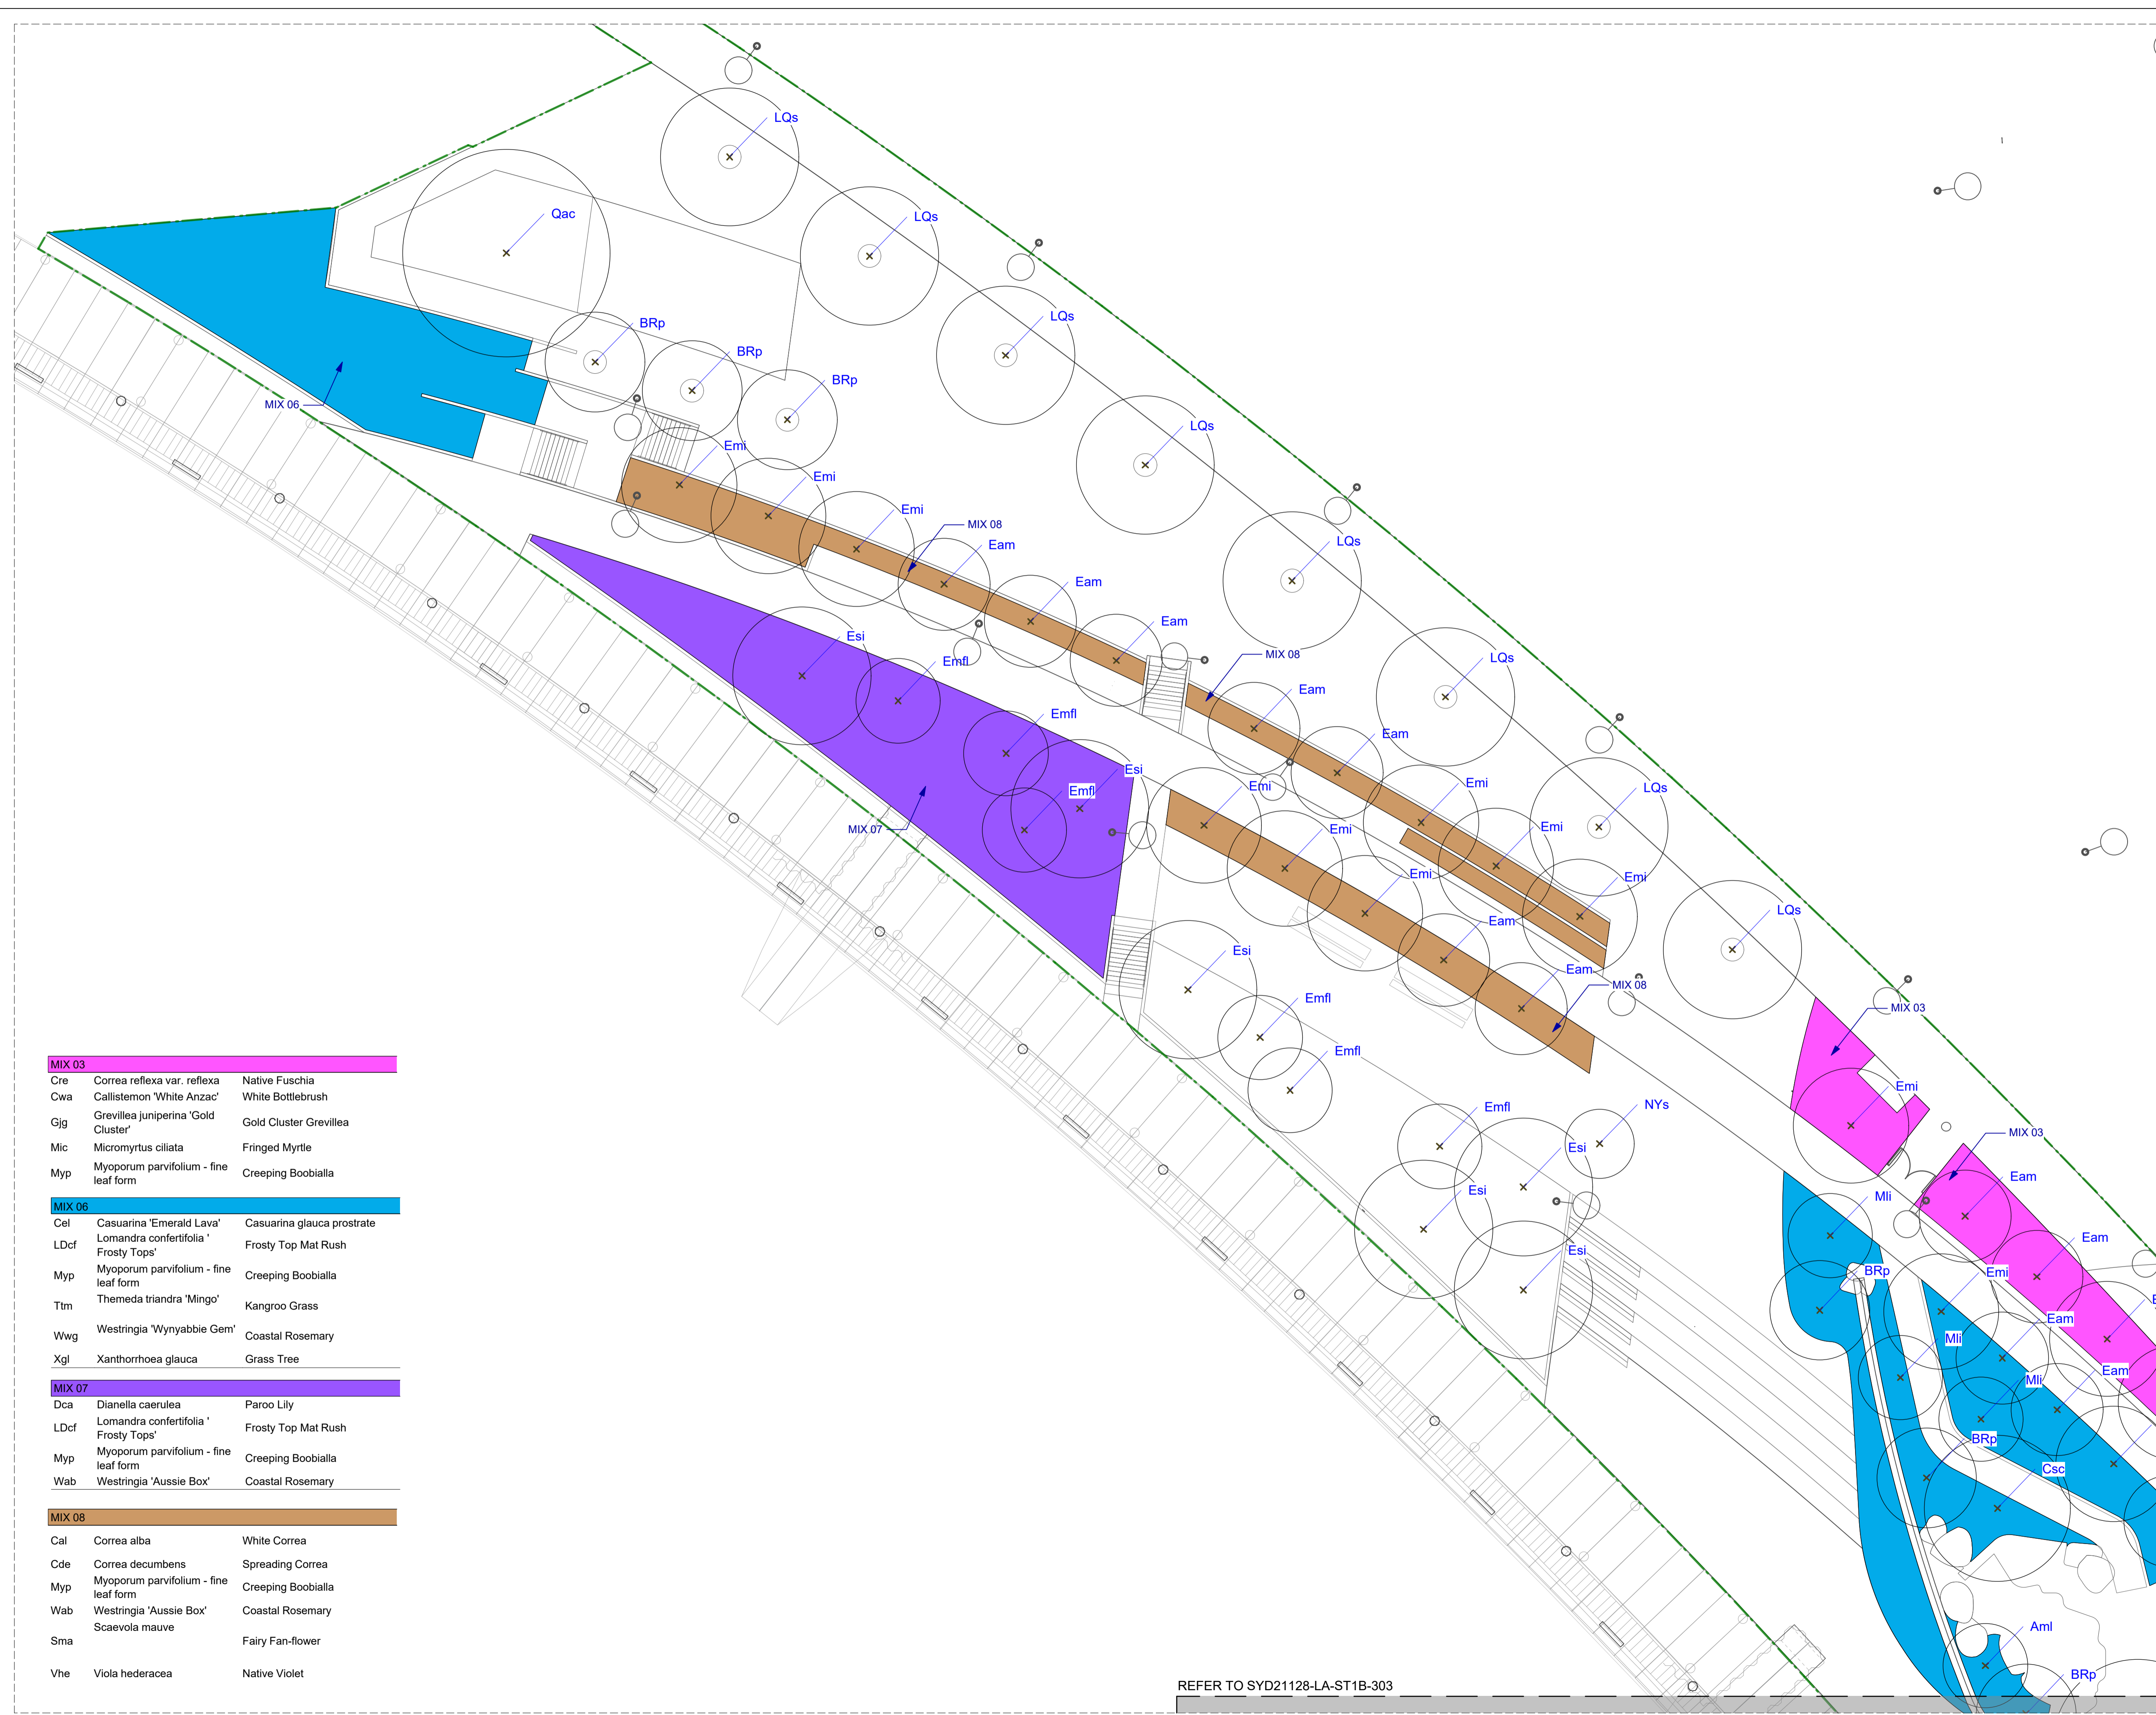 LQs
Qac
LQs
LQs
BRp
BRp
BRp
MIX 06
LQs
Emi
Emi
Emi
MIX 08
Eam
LQs
Eam
Eam
Esi
MIX 08
Emfl
LQs
Eam
Emfl
Eam
Esi
Emi
Emi
LQs
Emfl
MIX 07
Emi
Emi
Emi
Emi
LQs
Eam
Esi
Eam
MIX 08
Emfl
MIX 03
Emfl
Emi
NYs
Emfl
MIX 03
Esi
Eam
Esi
Mli
Eam
Esi
BRp
Emi
Eam
Mli
Eam
Mli
BRp
Csc
Aml
BRp
MIX 03
Cre Correa reflexa var. reflexa Native Fuschia
Cwa Callistemon 'White Anzac' White Bottlebrush
Gjg Grevillea juniperina 'Gold
Cluster' Gold Cluster Grevillea
Mic Micromyrtus ciliata Fringed Myrtle
Myp Myoporum parvifolium - fine
leaf form Creeping Boobialla
MIX 06
Cel Casuarina 'Emerald Lava' Casuarina glauca prostrate
LDcf Lomandra confertifolia '
Frosty Tops' Frosty Top Mat Rush
Myp Myoporum parvifolium - fine
leaf form Creeping Boobialla
Ttm Themeda triandra 'Mingo' Kangroo Grass
Wwg Westringia 'Wynyabbie Gem' Coastal Rosemary
Xgl Xanthorrhoea glauca Grass Tree
MIX 07
Dca Dianella caerulea Paroo Lily
LDcf Lomandra confertifolia '
Frosty Tops' Frosty Top Mat Rush
Myp Myoporum parvifolium - fine
leaf form Creeping Boobialla
Wab Westringia 'Aussie Box' Coastal Rosemary
MIX 08
Cal Correa alba White Correa
Cde Correa decumbens Spreading Correa
Myp Myoporum parvifolium - fine
leaf form Creeping Boobialla
Wab Westringia 'Aussie Box' Coastal Rosemary
Sma Scaevola mauve Fairy Fan-flower
Vhe Viola hederacea Native Violet
REFER TO SYD21128-LA-ST1B-303